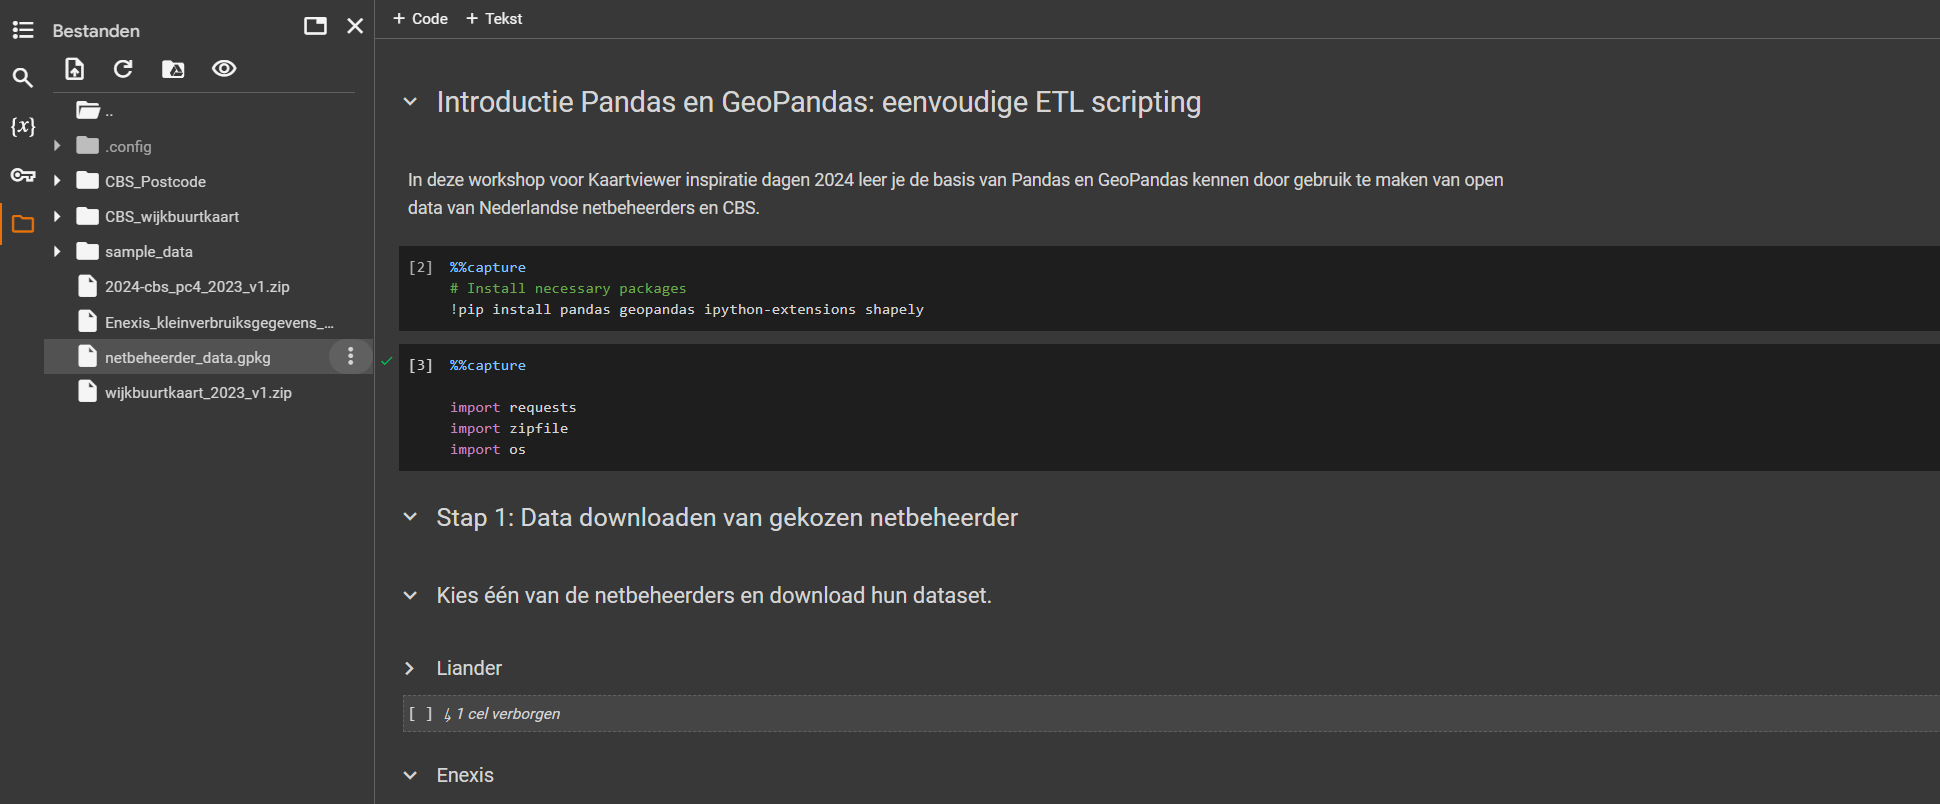 Bestanden
..
.config
CBS_Postcode
CBS_wijkbuurtkaart
sample_data
2024-cbs_pc4_2023_v1.zip
Enexis_kleinverbruiksgegevens_...
netbeheerder_data.gpkg
wijkbuurtkaart_2023_v1.zip
{x}
+ Code + Tekst
Introductie Pandas en GeoPandas: eenvoudige ETL scripting
In deze workshop voor Kaartviewer inspiratie dagen 2024 leer je de basis van Pandas en GeoPandas kennen door gebruik te maken van open
data van Nederlandse netbeheerders en CBS.
[2] %%capture
# Install necessary packages
!pip install pandas geopandas ipython-extensions shapely
[3] %%capture
import requests
import zipfile
import os
Stap 1: Data downloaden van gekozen netbeheerder
Kies één van de netbeheerders en download hun dataset.
Liander
[ ] ↳ 1 cel verborgen
Enexis